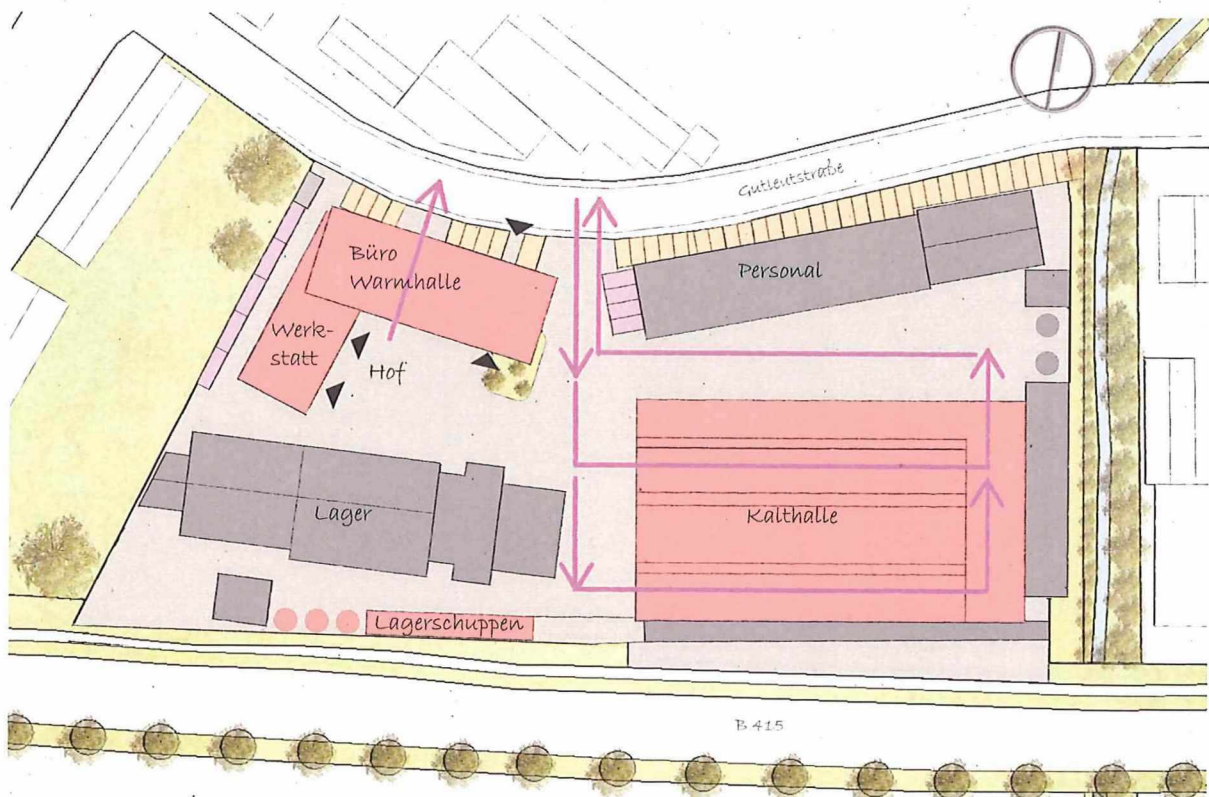 Gutleutstraße
Büro
Warmhalle
Personal
Werk-
statt
Hof
Lager
Kalthalle
Lagerschuppen
B 415